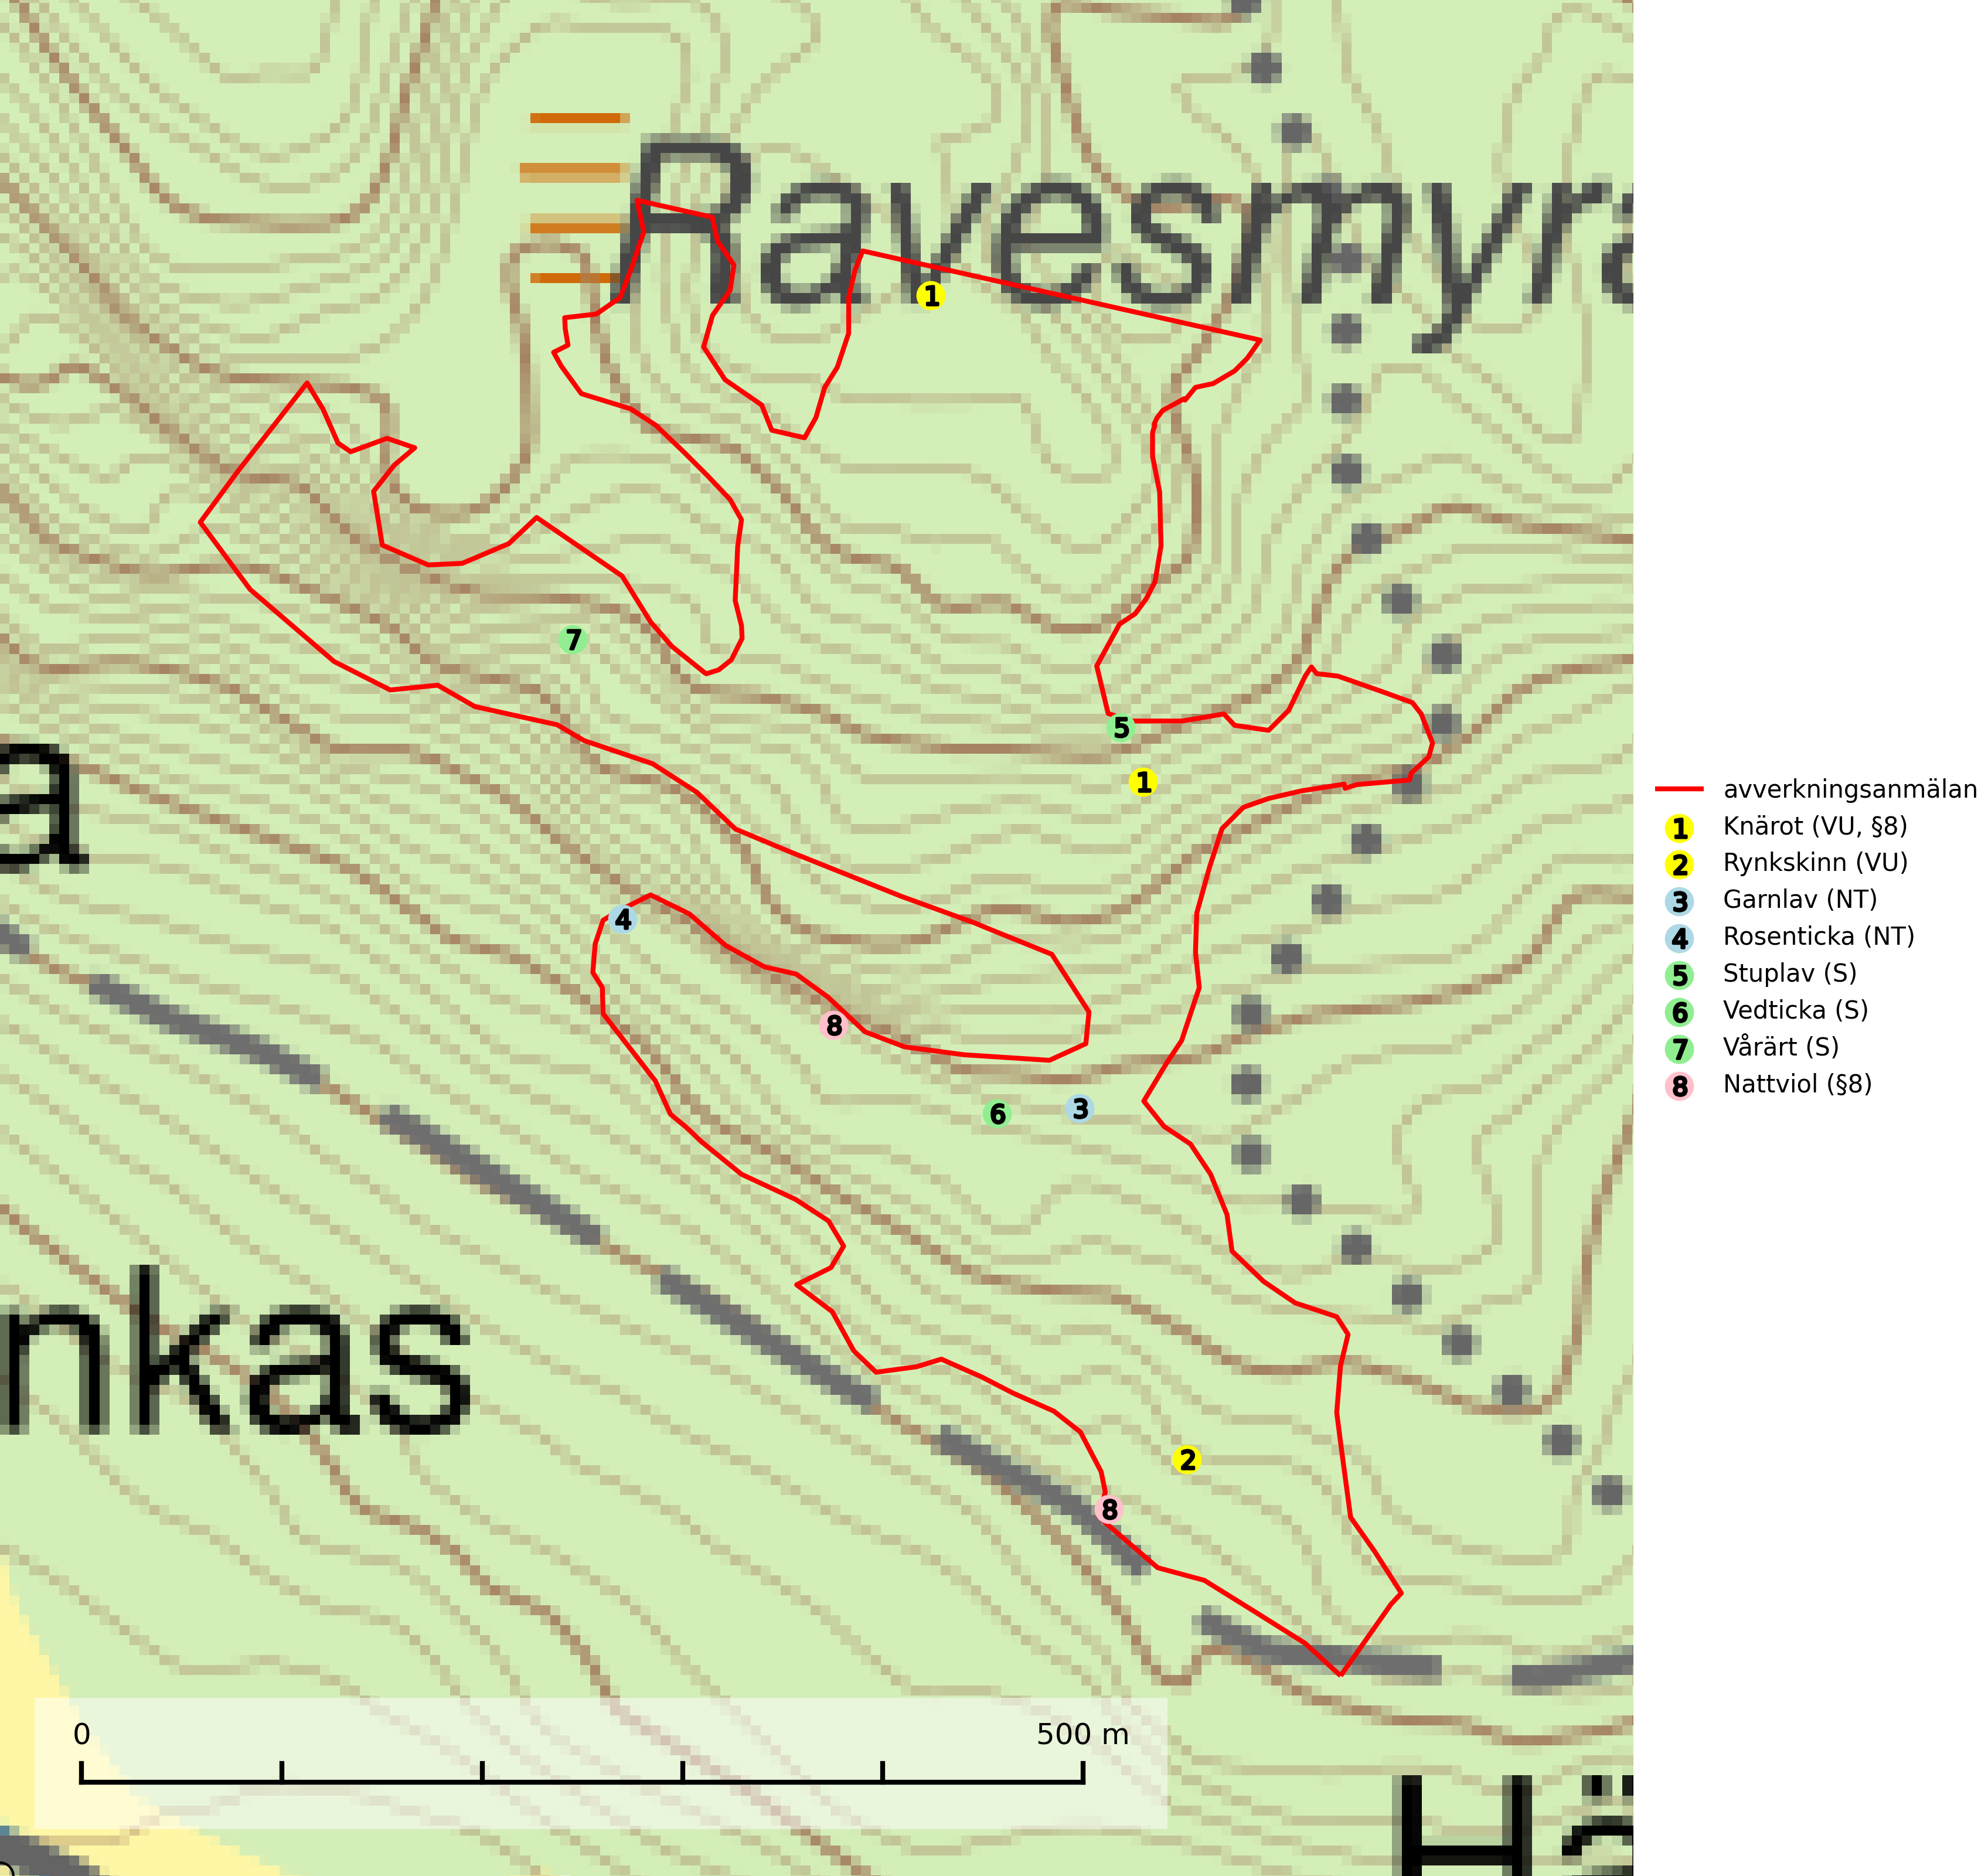 Ravesmyra
1
7
5
1
a
4
8
6
3
nkas
2
8
0 500 m
Hä
avverkningsanmälan
1 Knärot (VU, §8)
2 Rynkskinn (VU)
3 Garnlav (NT)
4 Rosenticka (NT)
5 Stuplav (S)
6 Vedticka (S)
7 Vårärt (S)
8 Nattviol (§8)